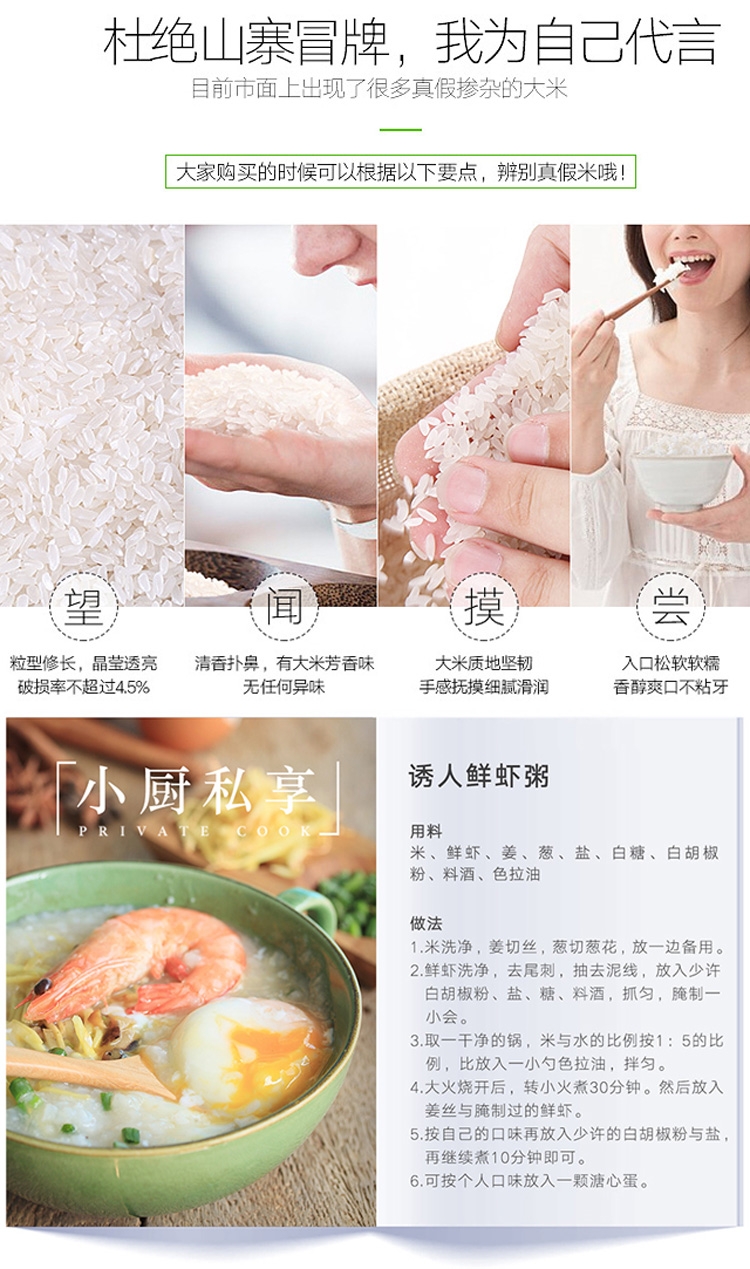 杜绝山寨冒牌，我为自己代言
目前市面上出现了很多真假掺杂的大米
大家购买的时候可以根据以下要点，辨别真假米哦！
望
粒型修长，晶莹透亮
破损率不超过4.5%
闻
清香扑鼻，有大米芳香味
无任何异味
摸
大米质地坚韧
手感抚摸细腻滑润
尝
入口松软软糯
香醇爽口不粘牙
「小厨私享」
PRIVATE COOK
诱人鲜虾粥
用料
米、鲜虾、姜、葱、盐、白糖、白胡椒
粉、料酒、色拉油
做法
1.米洗净，姜切丝，葱切葱花，放一边备用。
2.鲜虾洗净，去尾刺，抽去泥线，放入少许
白胡椒粉、盐、糖、料酒，抓匀，腌制一
小会。
3.取一干净的锅，米与水的比例按1：5的比
例，比放入一小勺色拉油，拌匀。
4.大火烧开后，转小火煮30分钟。然后放入
姜丝与腌制过的鲜虾。
5.按自己的口味再放入少许的白胡椒粉与盐，
再继续煮10分钟即可。
6.可按个人口味放入一颗溏心蛋。